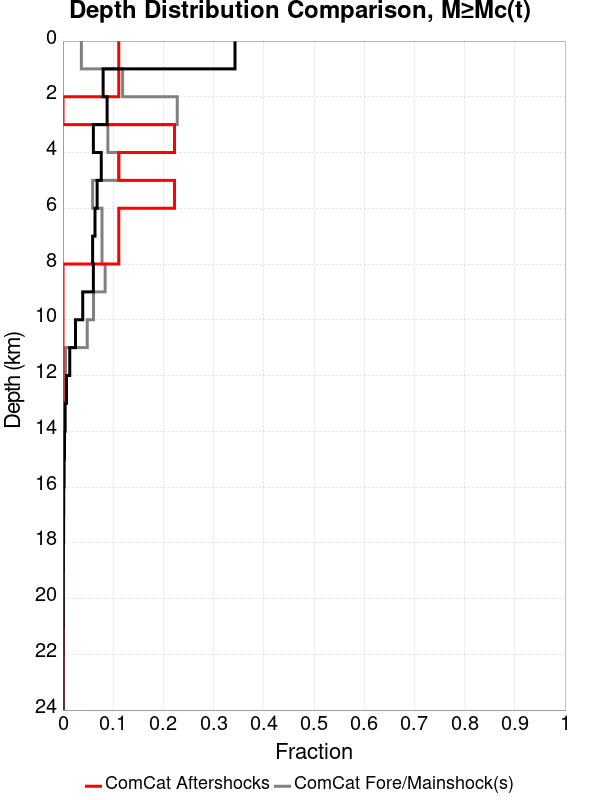 Depth Distribution Comparison, M≥Mc(t)
0
2
4
6
8
10
12
14
16
18
20
22
24
Depth (km)
0 0.1 0.2 0.3 0.4 0.5 0.6 0.7 0.8 0.9 1
Fraction
ComCat Aftershocks ComCat Fore/Mainshock(s)